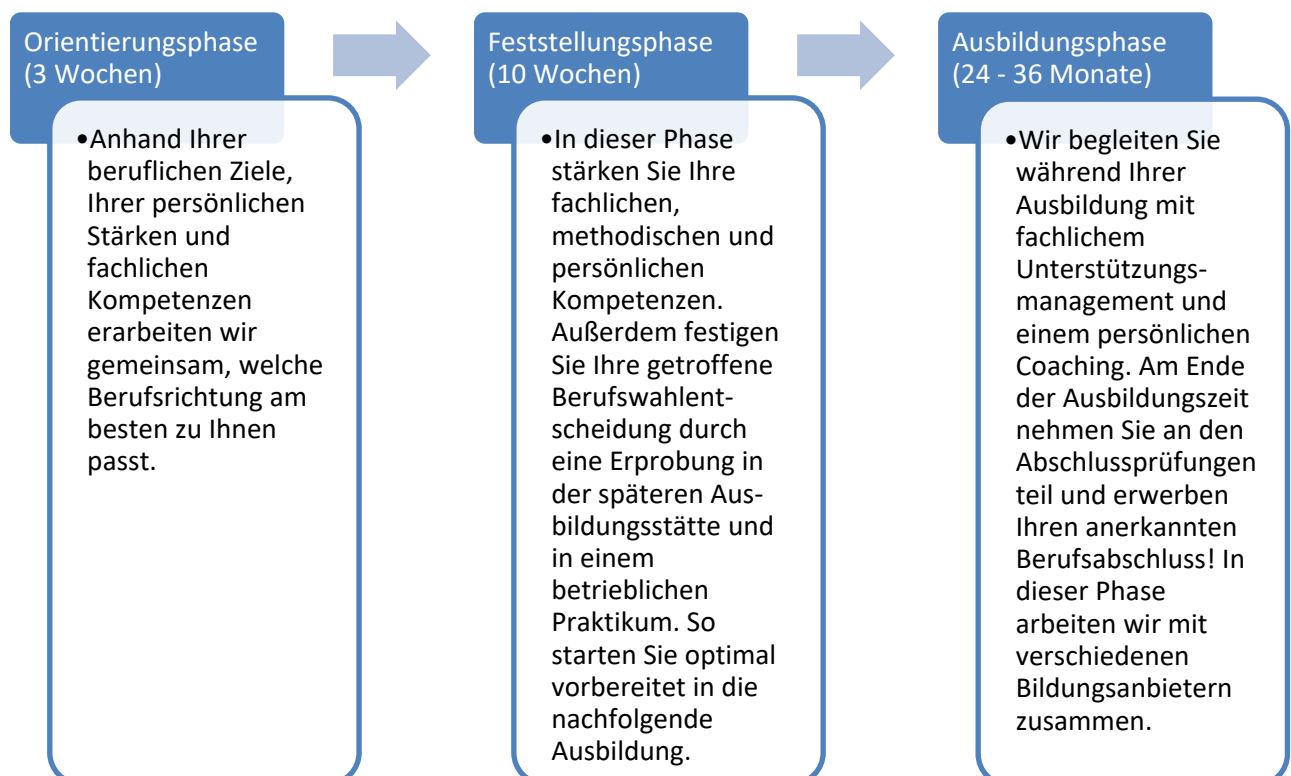 Orientierungsphase
(3 Wochen)
•Anhand Ihrer
beruflichen Ziele,
Ihrer persönlichen
Stärken und
fachlichen
Kompetenzen
erarbeiten wir
gemeinsam, welche
Berufsrichtung am
besten zu Ihnen
passt.
Feststellungsphase
(10 Wochen)
•In dieser Phase
stärken Sie Ihre
fachlichen,
methodischen und
persönlichen
Kompetenzen.
Außerdem festigen
Sie Ihre getroffene
Berufswahlent-
scheidung durch
eine Erprobung in
der späteren Aus-
bildungsstätte und
in einem
betrieblichen
Praktikum. So
starten Sie optimal
vorbereitet in die
nachfolgende
Ausbildung.
Ausbildungsphase
(24 - 36 Monate)
•Wir begleiten Sie
während Ihrer
Ausbildung mit
fachlichem
Unterstützungs-
management und
einem persönlichen
Coaching. Am Ende
der Ausbildungszeit
nehmen Sie an den
Abschlussprüfungen
teil und erwerben
Ihren anerkannten
Berufsabschluss! In
dieser Phase
arbeiten wir mit
verschiedenen
Bildungsanbietern
zusammen.